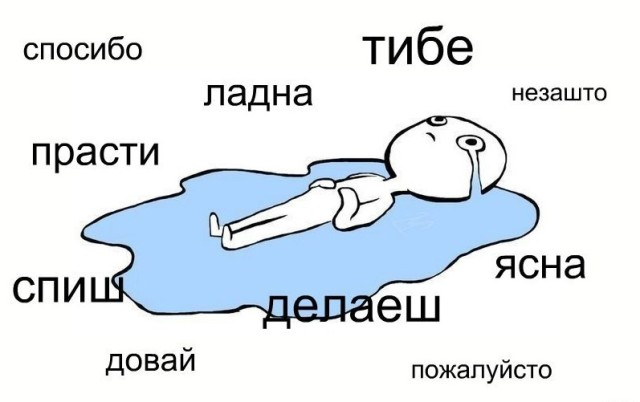 спосибо
тибе
ладна
незашто
прасти
ясна
спиш
делаеш
довай
пожалуйсто